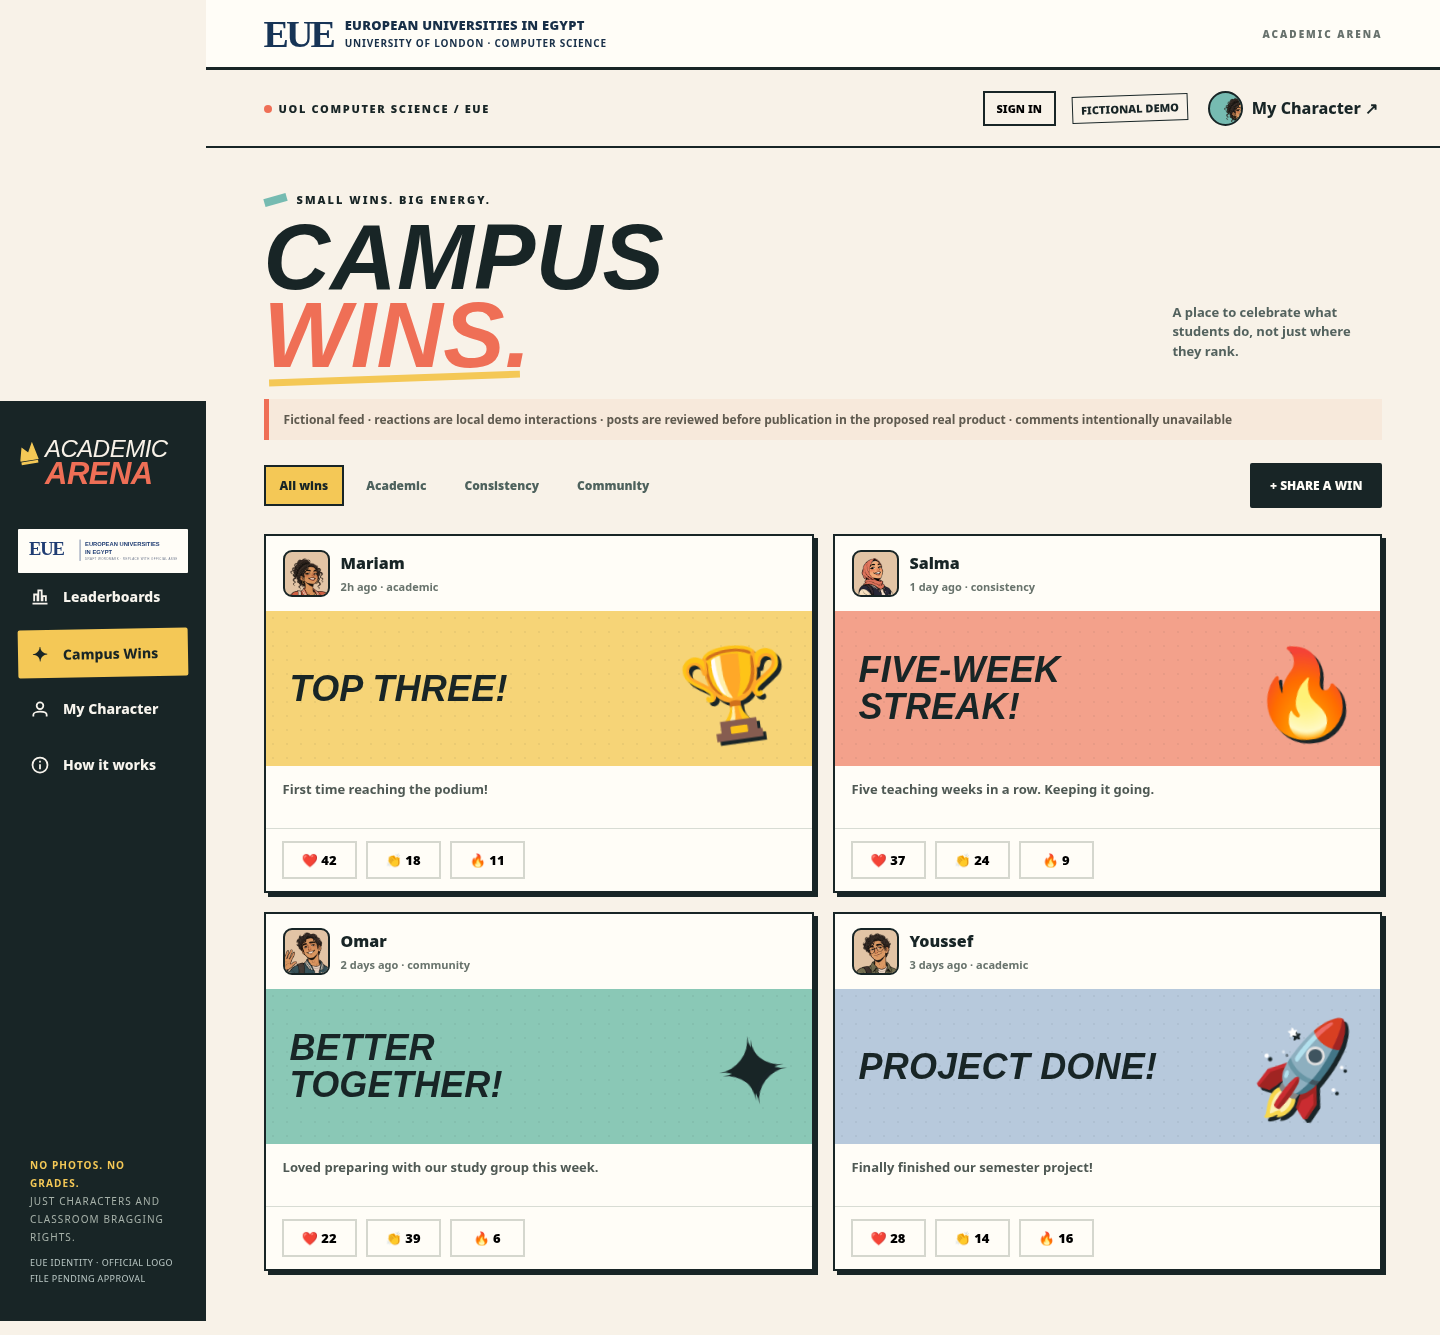 EUE
EUROPEAN UNIVERSITIES IN EGYPT
UNIVERSITY OF LONDON · COMPUTER SCIENCE
ACADEMIC ARENA
UOL COMPUTER SCIENCE / EUE
SIGN IN
FICTIONAL DEMO
My Character ↗
SMALL WINS. BIG ENERGY.
CAMPUS
WINS.
A place to celebrate what
students do, not just where
they rank.
Fictional feed · reactions are local demo interactions · posts are reviewed before publication in the proposed real product · comments intentionally unavailable
All wins
Academic
Consistency
Community
+ SHARE A WIN
ACADEMIC
ARENA
EUE
EUROPEAN UNIVERSITIES
IN EGYPT
Leaderboards
Campus Wins
My Character
How it works
NO PHOTOS. NO
GRADES.
JUST CHARACTERS AND
CLASSROOM BRAGGING
RIGHTS.
EUE IDENTITY · OFFICIAL LOGO
FILE PENDING APPROVAL
Mariam
2h ago · academic
TOP THREE!
First time reaching the podium!
❤️ 42
👏 18
🔥 11
Salma
1 day ago · consistency
FIVE-WEEK
STREAK!
Five teaching weeks in a row. Keeping it going.
❤️ 37
👏 24
🔥 9
Omar
2 days ago · community
BETTER
TOGETHER!
Loved preparing with our study group this week.
❤️ 22
👏 39
🔥 6
Youssef
3 days ago · academic
PROJECT DONE!
Finally finished our semester project!
❤️ 28
👏 14
🔥 16